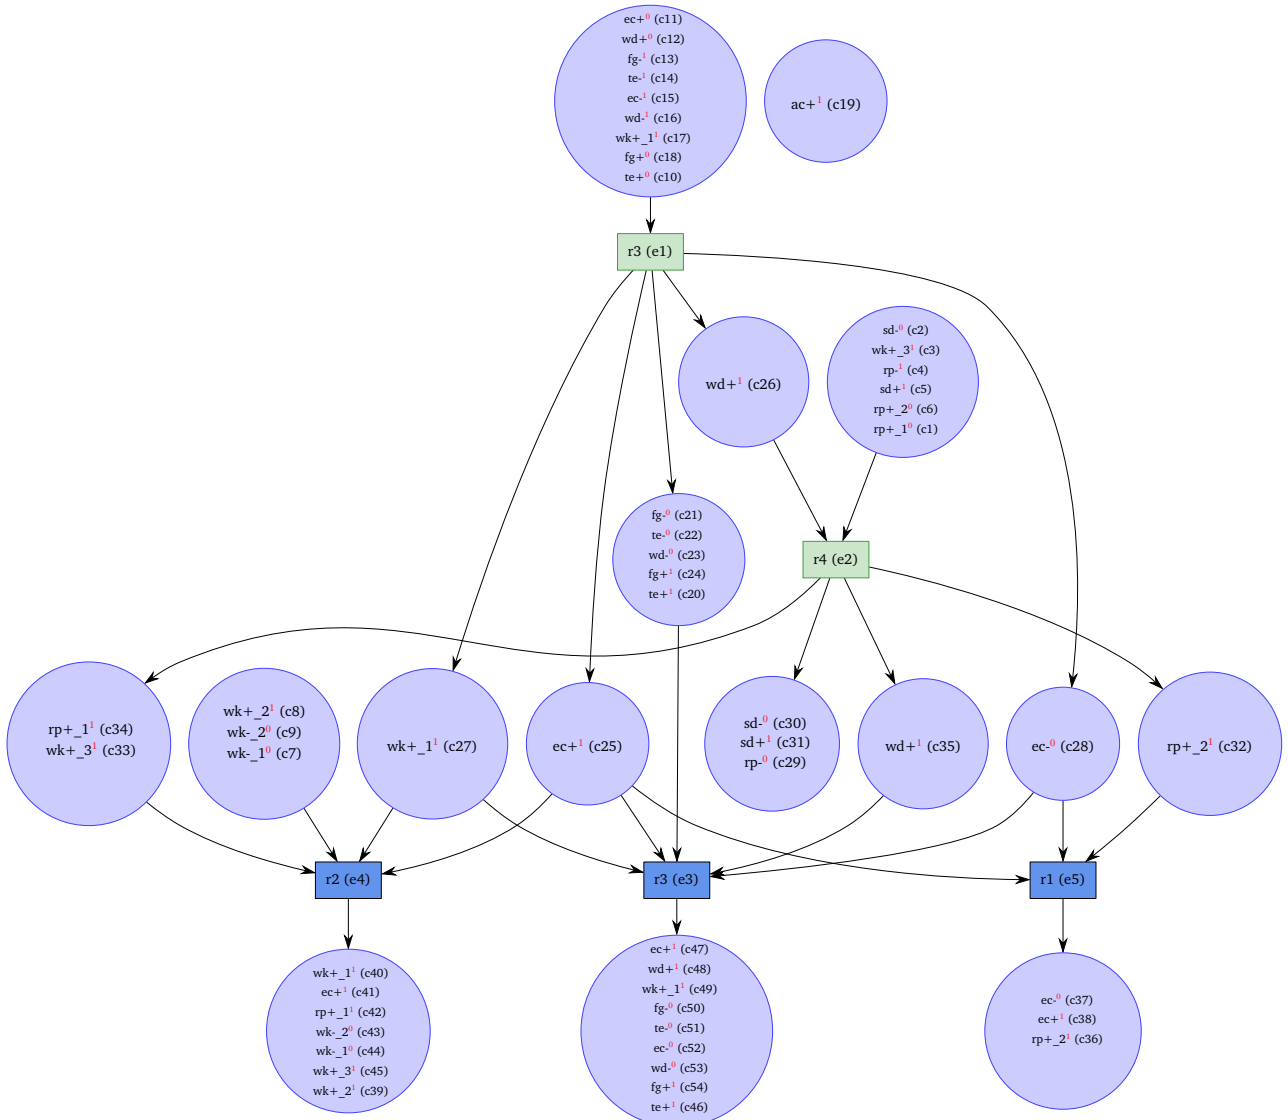 ec+⁰ (c11)
wd+⁰ (c12)
fg-¹ (c13)
te-¹ (c14)
ec-¹ (c15)
wd-¹ (c16)
wk+_1¹ (c17)
fg+⁰ (c18)
te+⁰ (c10)
ac+¹ (c19)
r3 (e1)
wd+¹ (c26)
sd-⁰ (c2)
wk+_3¹ (c3)
rp-¹ (c4)
sd+¹ (c5)
rp+_2⁰ (c6)
rp+_1⁰ (c1)
fg-⁰ (c21)
te-⁰ (c22)
wd-⁰ (c23)
fg+¹ (c24)
te+¹ (c20)
r4 (e2)
rp+_1¹ (c34)
wk+_3¹ (c33)
wk+_2¹ (c8)
wk-_2⁰ (c9)
wk-_1⁰ (c7)
wk+_1¹ (c27)
ec+¹ (c25)
sd-⁰ (c30)
sd+¹ (c31)
rp-⁰ (c29)
wd+¹ (c35)
ec-⁰ (c28)
rp+_2¹ (c32)
r2 (e4)
r3 (e3)
r1 (e5)
wk+_1¹ (c40)
ec+¹ (c41)
rp+_1¹ (c42)
wk-_2⁰ (c43)
wk-_1⁰ (c44)
wk+_3¹ (c45)
wk+_2¹ (c39)
ec+¹ (c47)
wd+¹ (c48)
wk+_1¹ (c49)
fg-⁰ (c50)
te-⁰ (c51)
ec-⁰ (c52)
wd-⁰ (c53)
fg+¹ (c54)
te+¹ (c46)
ec-⁰ (c37)
ec+¹ (c38)
rp+_2¹ (c36)